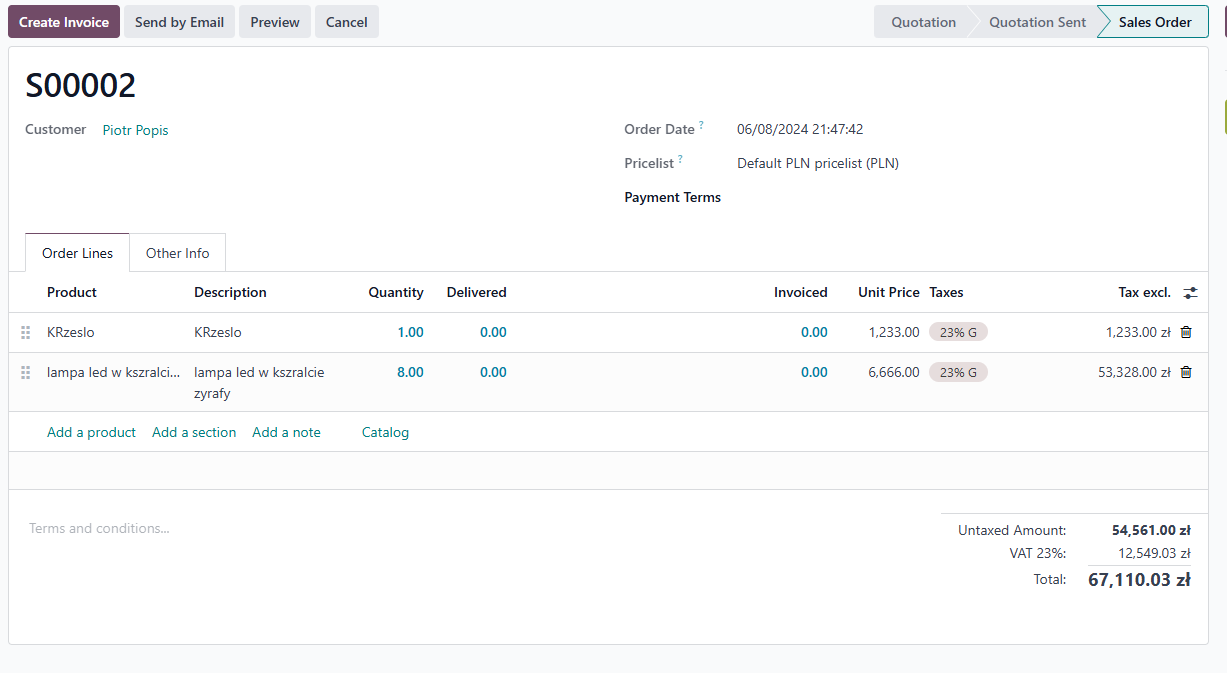 Create Invoice Send by Email Preview Cancel Quotation Quotation Sent Sales Order
S00002
Customer Piotr Popis
Order Date ? 06/08/2024 21:47:42
Pricelist ? Default PLN pricelist (PLN)
Payment Terms
Order Lines Other Info
Product Description Quantity Delivered Invoiced Unit Price Taxes Tax excl.
KRzeslo KRzeslo 1.00 0.00 0.00 1,233.00 23% G 1,233.00 zł
lampa led w kszralci... lampa led w kszralcie 8.00 0.00 0.00 6,666.00 23% G 53,328.00 zł
zyrafy
Add a product Add a section Add a note Catalog
Terms and conditions...
Untaxed Amount: 54,561.00 zł
VAT 23%: 12,549.03 zł
Total: 67,110.03 zł